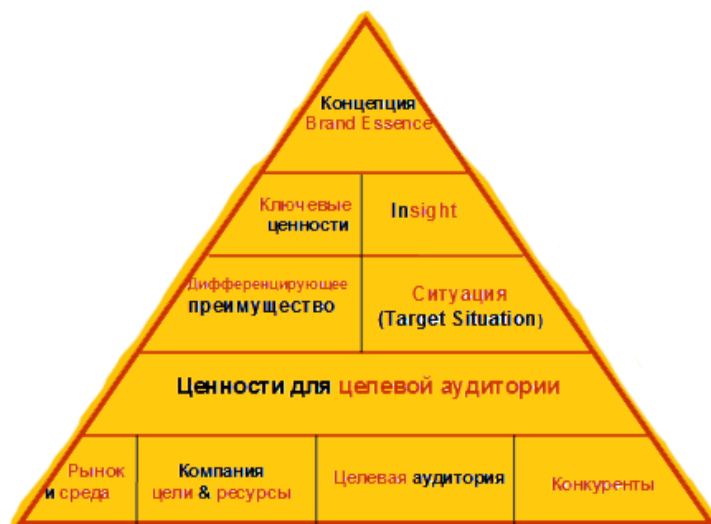 Концепция
Brand Essence
Ключевые
ценности
Insight
Дифференцирующее
преимущество
Ситуация
(Target Situation)
Ценности для целевой аудитории
Рынок
и среда
Компания
цели & ресурсы
Целевая аудитория
Конкуренты